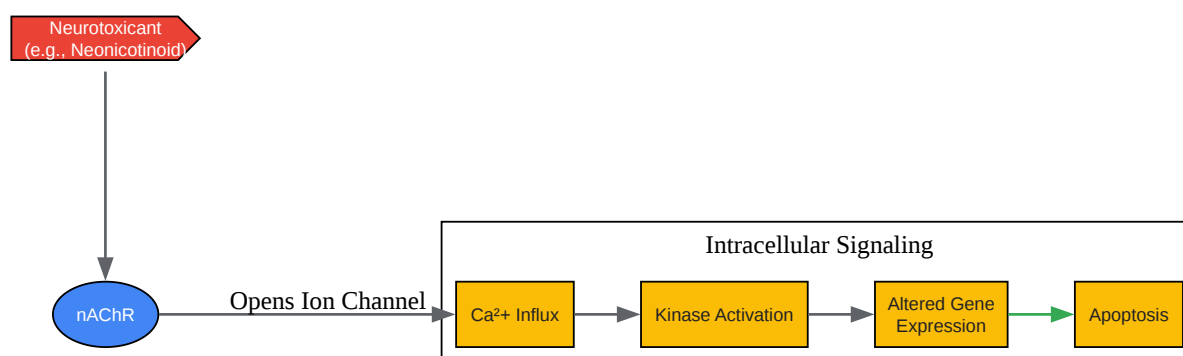 Neurotoxicant
(e.g., Neonicotinoid)
Intracellular Signaling
nAChR
Opens Ion Channel
Ca²+ Influx
Kinase Activation
Altered Gene
Expression
Apoptosis